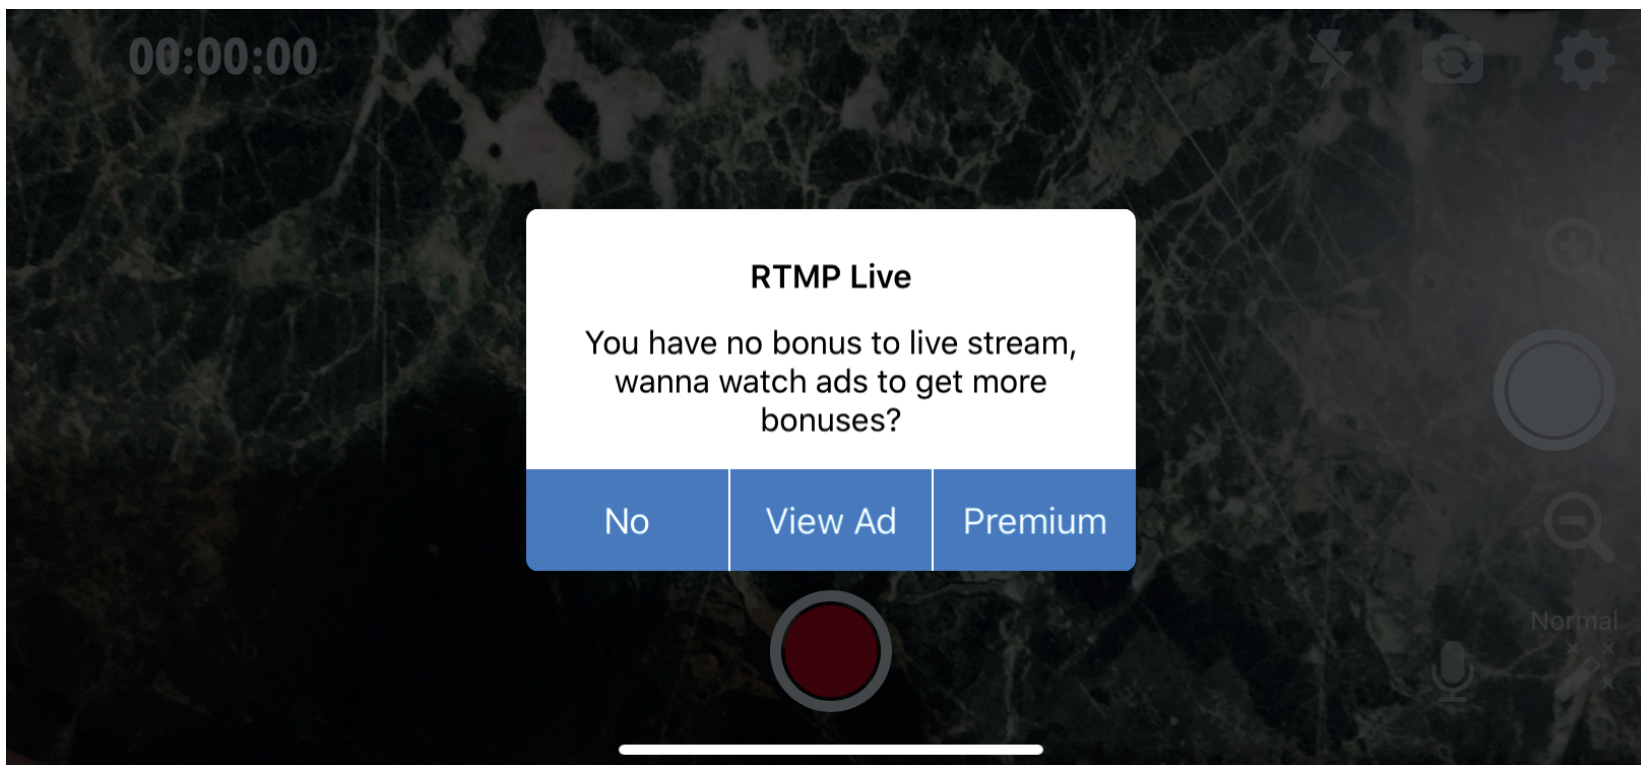 00:00:00
RTMP Live
You have no bonus to live stream,
wanna watch ads to get more
bonuses?
No
View Ad
Premium
Normal